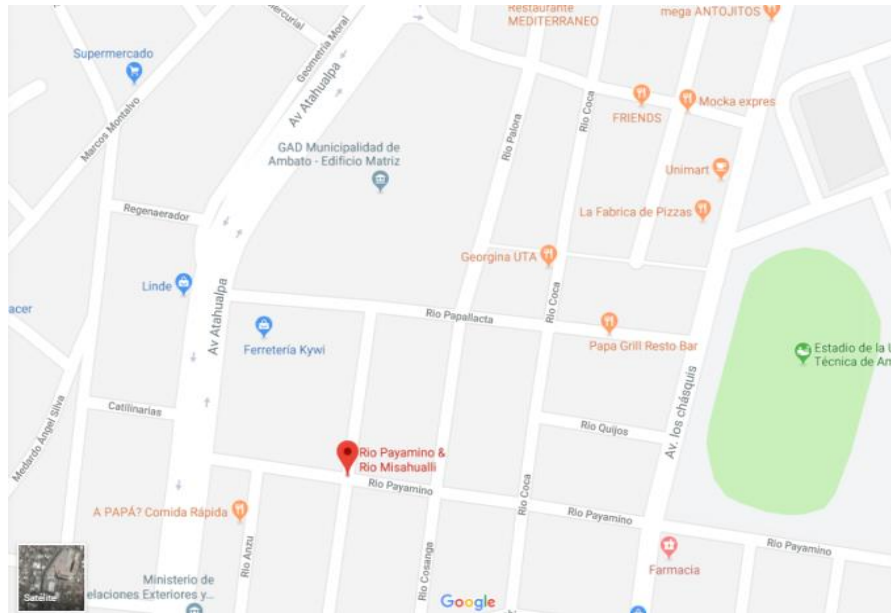 Restaurante
MEDITERRANEO
mega ANTOJITOS
Geometría Moral
Supermercado
Av Atahualpa
Marcos Montalvo
FRIENDS
Mocka expres
Rio Coca
Rio Palora
GAD Municipalidad de
Ambato - Edificio Matriz
Unimart
La Fabrica de Pizzas
Regenaerador
Georgina UTA
Linde
acer
Rio Coca
Av Atahualpa
Rio Papallacta
Ferretería Kywi
Papa Grill Resto Bar
Estadio de la U
Técnica de An
Medardo Ángel Silva
Catilinarias
Av. los chásquis
Rio Quijos
Rio Payamino &
Rio Misahualli
Rio Payamino
Rio Coca
A PAPÁ? Comida Rápida
Rio Payamino
Rio Payamino
Rio Anzu
Rio Cosanga
Farmacia
Ministerio de
elaciones Exteriores y...
Satélite
Google